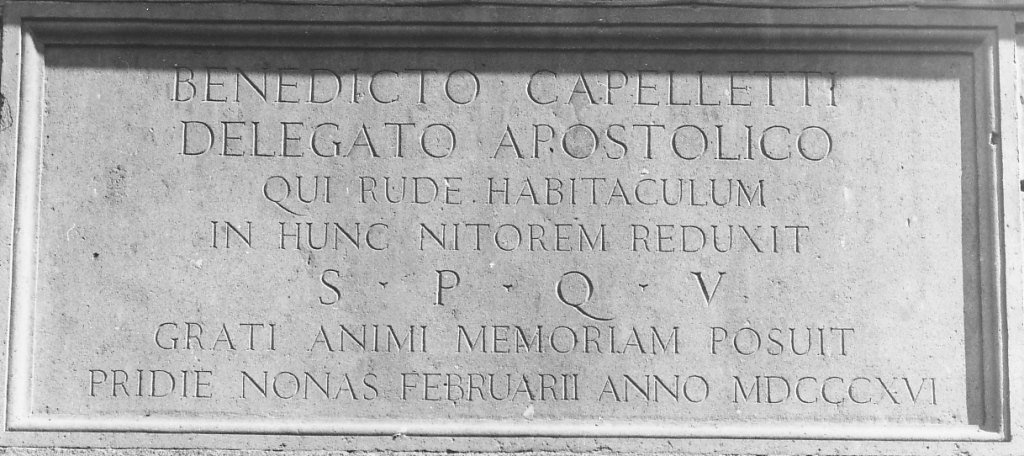 BENEDICTO CAPELLETTI
DELEGATO APOSTOLICO
QUI RUDE HABITACULUM
IN HUNC NITOREM REDUXIT
S · P · Q · V
GRATI ANIMI MEMORIAM POSUIT
PRIDIE NONAS FEBRUARII ANNO MDCCCXVI